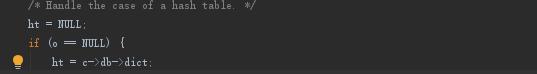 /* Handle the case of a hash table. */
ht = NULL;
if (o == NULL) {
ht = c->db->dict;